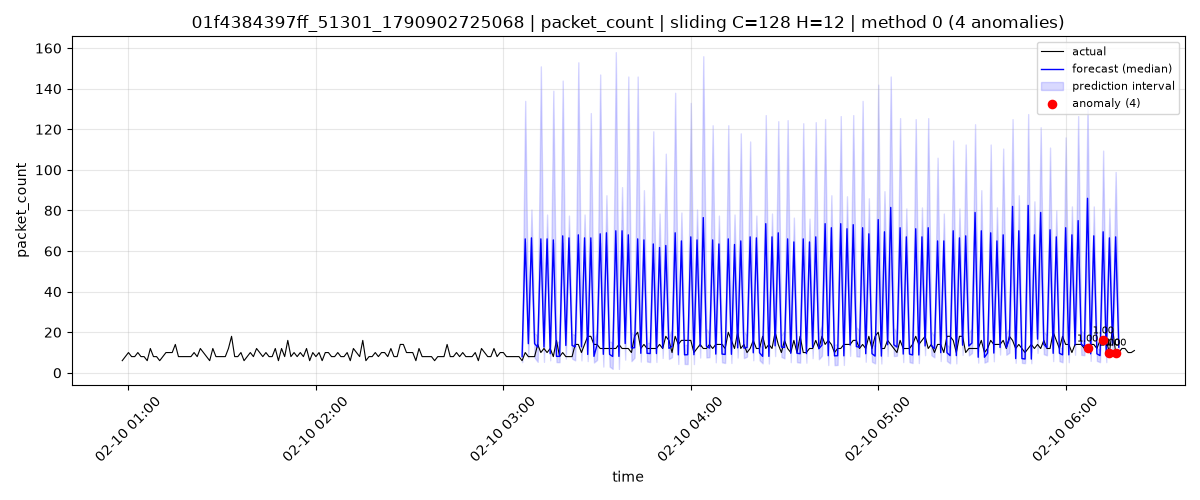 01f4384397ff_51301_1790902725068 | packet_count | sliding C=128 H=12 | method 0 (4 anomalies)
actual
forecast (median)
prediction interval
anomaly (4)
packet_count
160
140
120
100
80
60
40
20
0
1.00
1.00
02-10 01:00
02-10 02:00
02-10 03:00
02-10 04:00
02-10 05:00
02-10 06:00
time